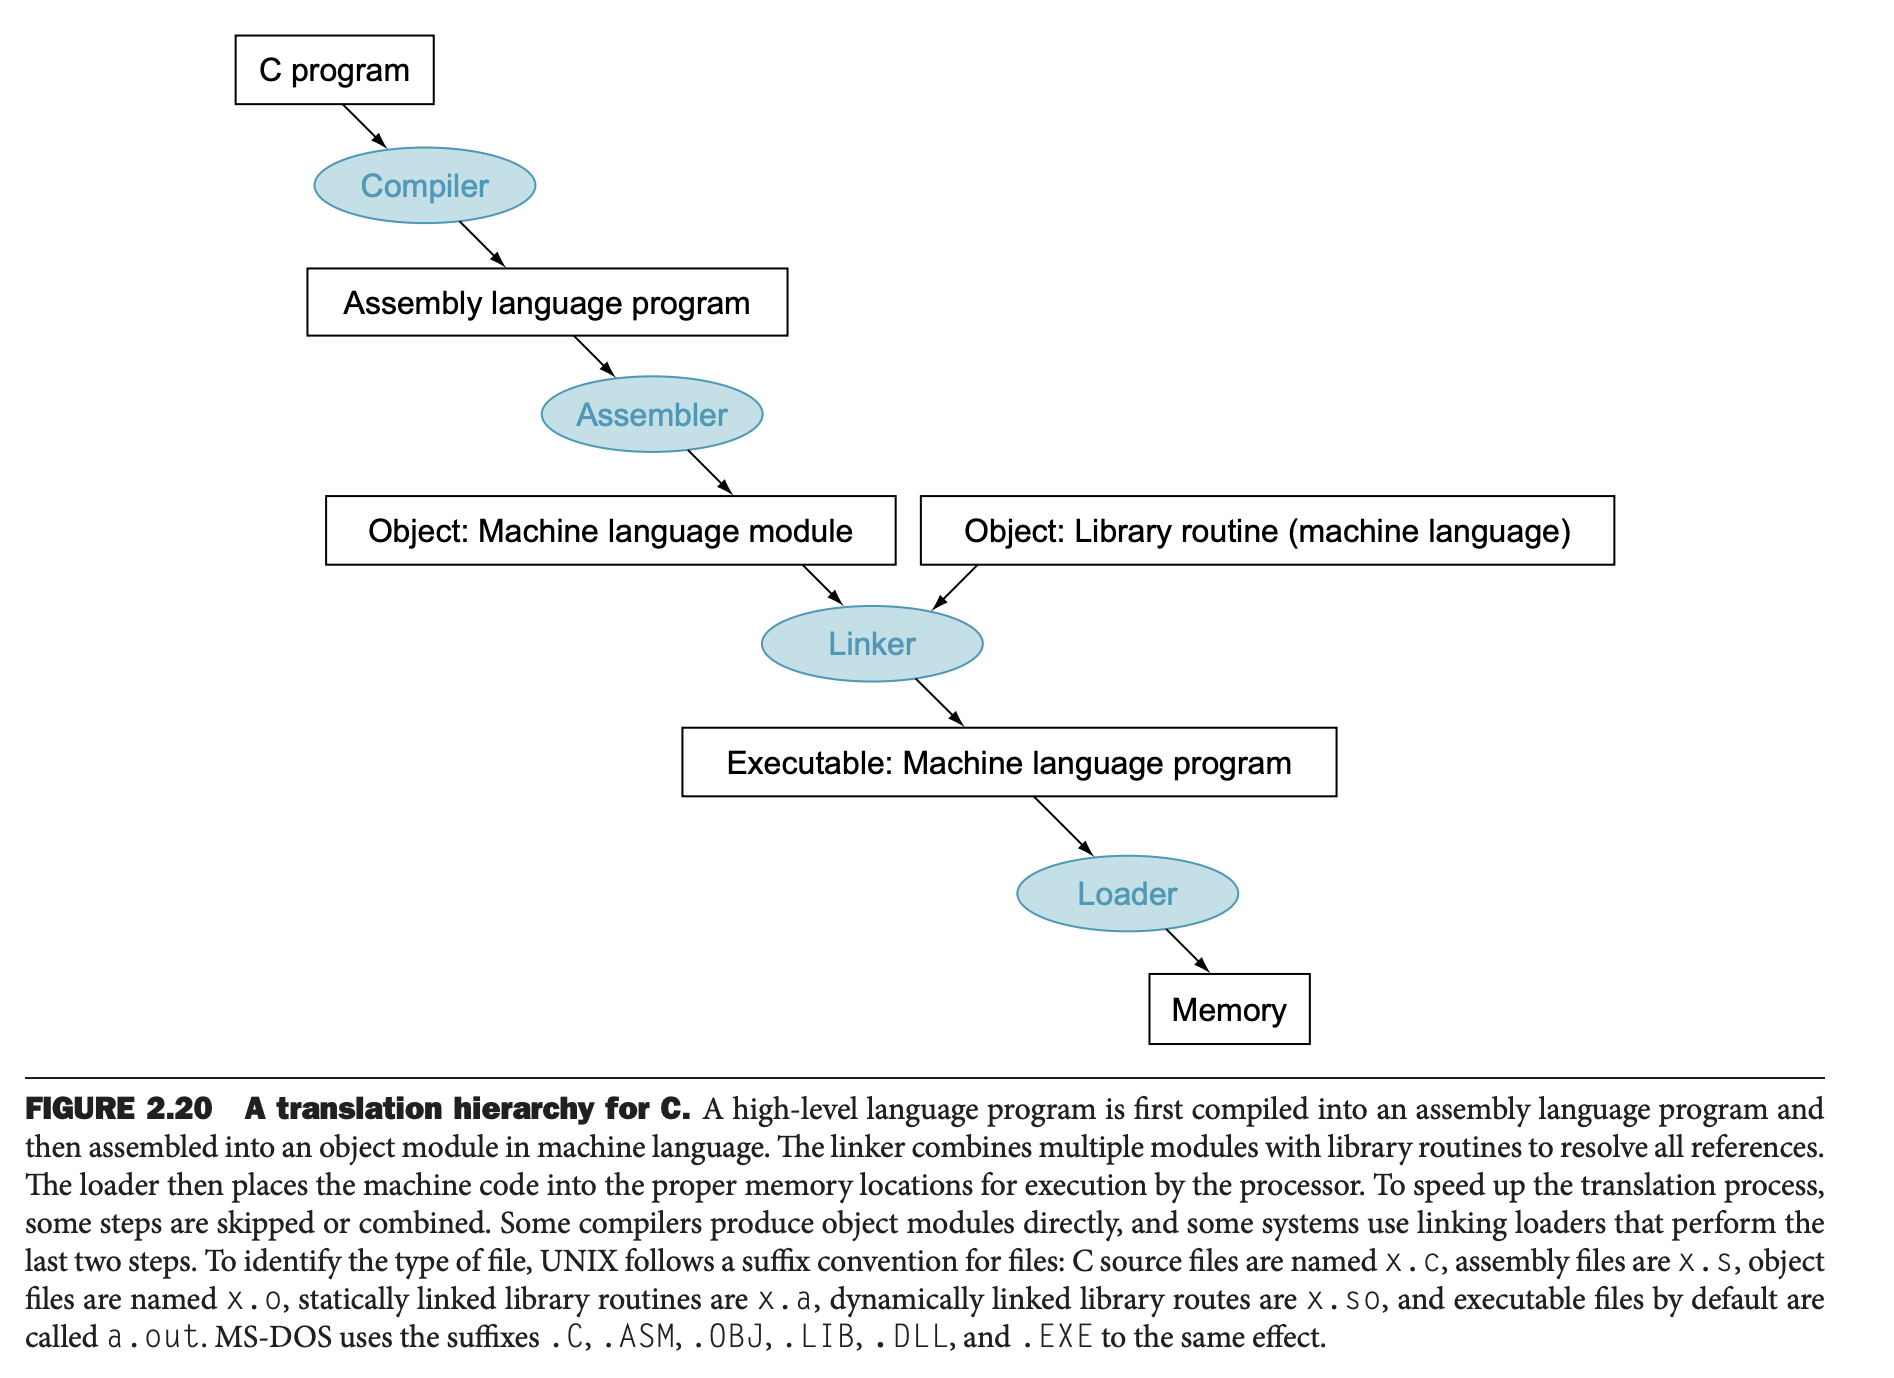 C program
Compiler
Assembly language program
Assembler
Object: Machine language module
Object: Library routine (machine language)
Linker
Executable: Machine language program
Loader
Memory
FIGURE 2.20 A translation hierarchy for C. A high-level language program is first compiled into an assembly language program and
then assembled into an object module in machine language. The linker combines multiple modules with library routines to resolve all references.
The loader then places the machine code into the proper memory locations for execution by the processor. To speed up the translation process,
some steps are skipped or combined. Some compilers produce object modules directly, and some systems use linking loaders that perform the
last two steps. To identify the type of file, UNIX follows a suffix convention for files: C source files are named x.c, assembly files are x.s, object
files are named x.o, statically linked library routines are x.a, dynamically linked library routes are x.so, and executable files by default are
called a.out. MS-DOS uses the suffixes .C, .ASM, .OBJ, .LIB, .DLL, and .EXE to the same effect.